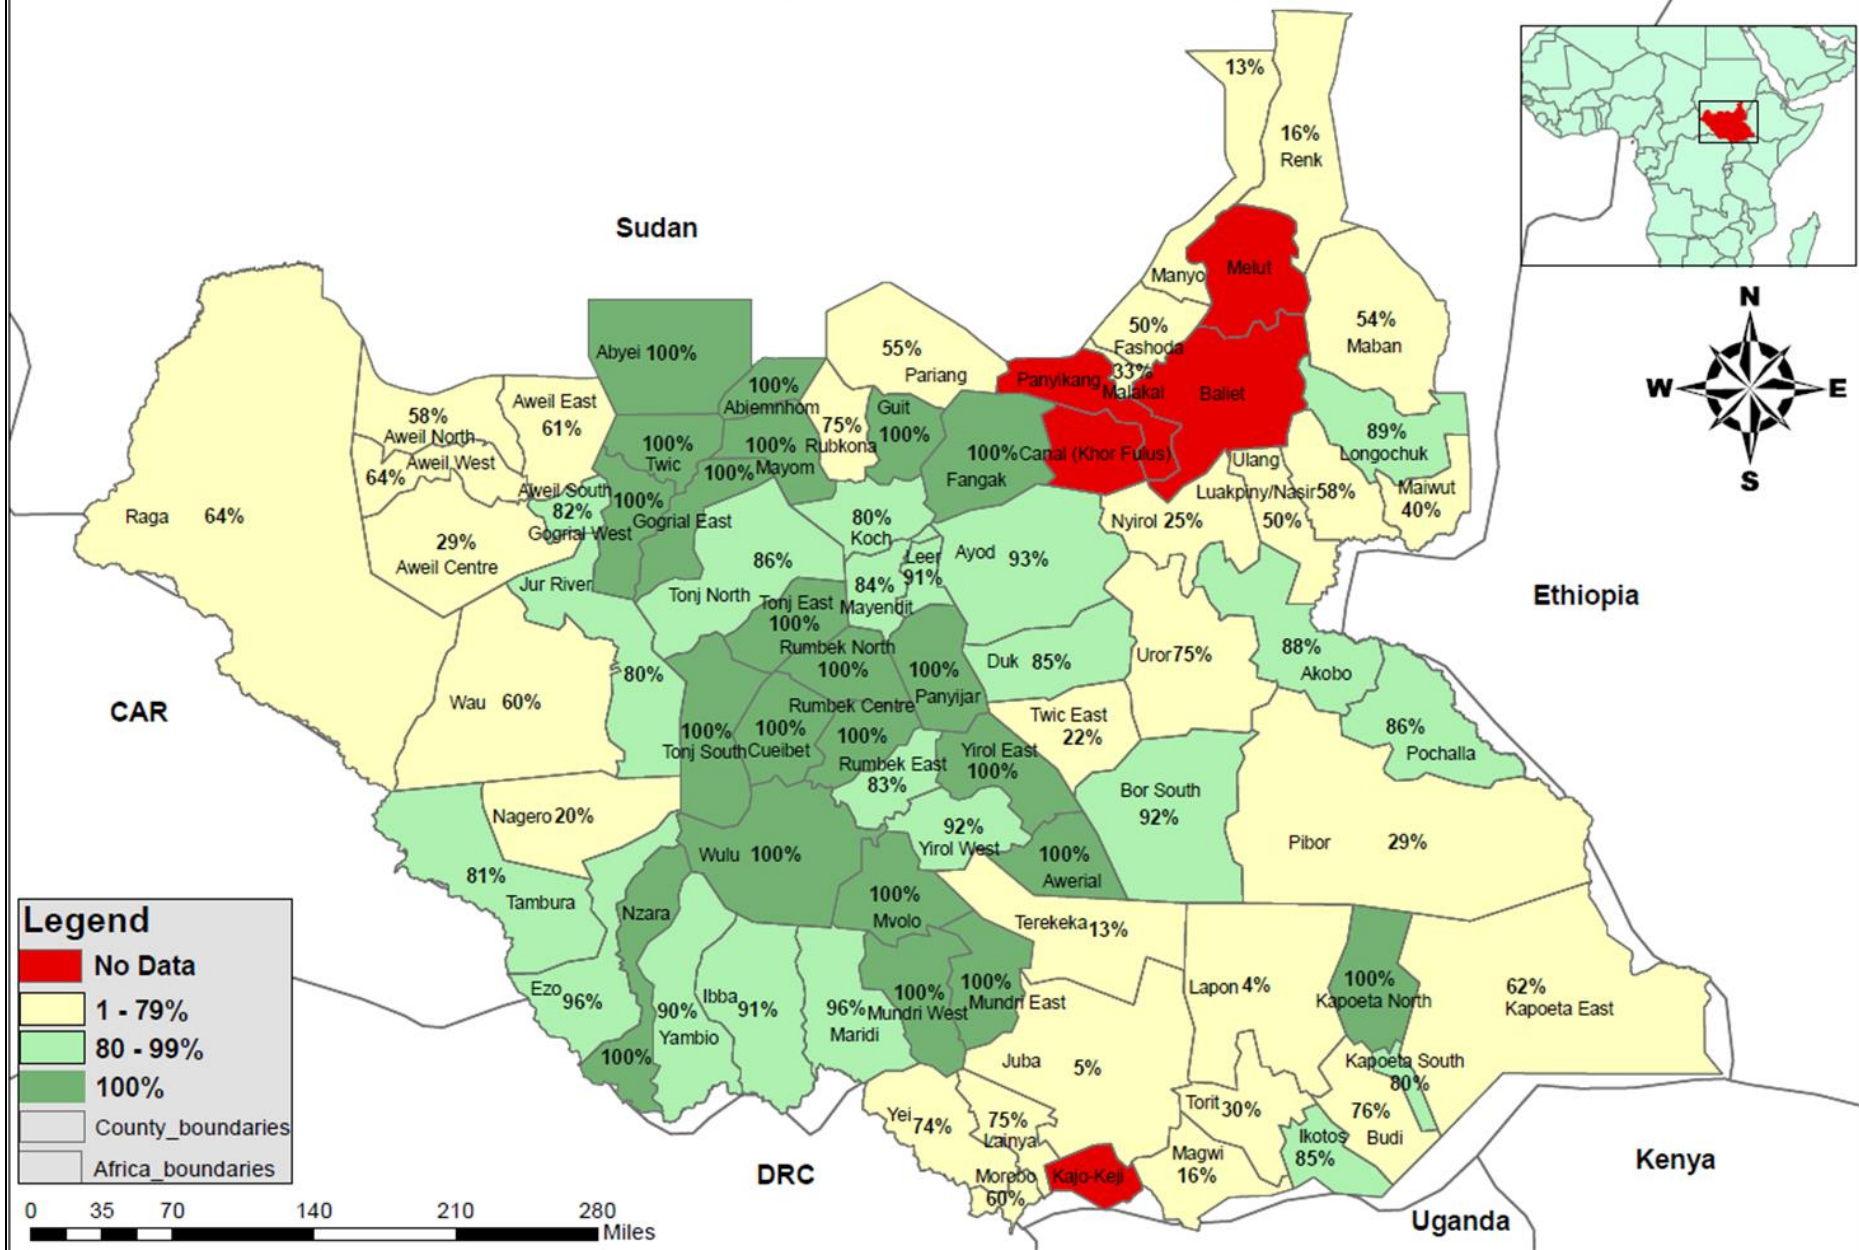 13%
16%
Renk
Sudan
N
W
E
S
Melut
Manyo
50%
Fashoda
54%
Maban
33%
Malakal
Panyikang
Baliet
55%
Pariang
Abyei 100%
100%
Abiemnhom
Guit
100%
75%
Rubkona
Aweil East
61%
58%
Aweil North
64%
Aweil West
100%
Twic
100%
Mayom
100%
100%
Fangak
Canal (Khor Fulus)
89%
Longochuk
Ulang
Luakpiny/Nasir 58%
Maiwut
40%
50%
Nyirol 25%
Raga 64%
Aweil South
82%
Gogrial West
100%
Gogrial East
29%
Aweil Centre
80%
Koch
Leer
91%
Ayod 93%
86%
Tonj North
84%
Mayendit
Jur River
80%
Tonj East
100%
Rumbek North
100%
100%
Panyijar
Duk 85%
Uror 75%
88%
Akobo
Ethiopia
86%
Pochalla
CAR
Wau 60%
100%
Tonj South
100%
Cueibet
Rumbek Centre
100%
Rumbek East
83%
Yirol East
100%
Twic East
22%
Bor South
92%
Nagero 20%
92%
Yirol West
Wulu 100%
100%
Awerial
Pibor 29%
81%
Tambura
Nzara
100%
Mvolo
Terekeka 13%
Ezo 96%
90%
Yambio
Ibba
91%
96%
Maridi
100%
Mundri West
100%
Mundri East
Lapon 4%
100%
Kapoeta North
62%
Kapoeta East
100%
Juba 5%
Kapoeta South
80%
Yei 74%
75%
Lainya
Torit 30%
76%
Budi
Ikotos
85%
Magwi
16%
Morobo
60%
Kajo-Keji
DRC
Kenya
Uganda
Legend
No Data
1 - 79%
80 - 99%
100%
County_boundaries
Africa_boundaries
0 35 70 140 210 280
Miles